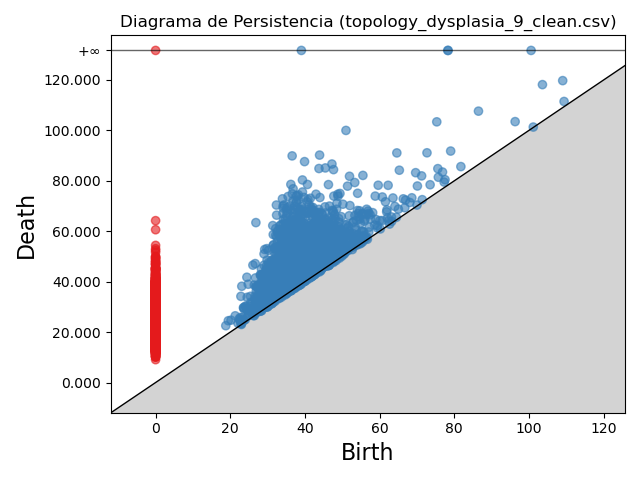 Diagrama de Persistencia (topology_dysplasia_9_clean.csv)
+∞
120.000
100.000
80.000
60.000
40.000
20.000
0.000
Death
0 20 40 60 80 100 120
Birth